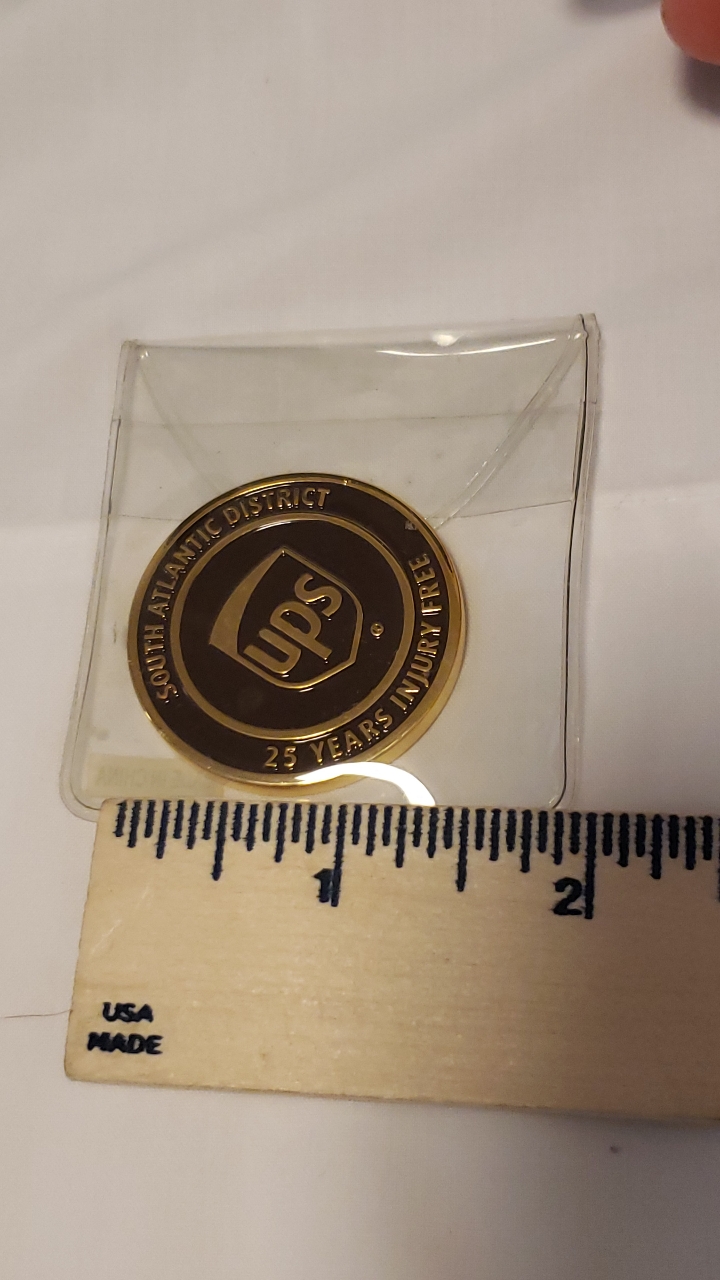 SOUTH ATLANTIC DISTRICT
ups
25 YEARS INJURY FREE
1 2
USA
MADE